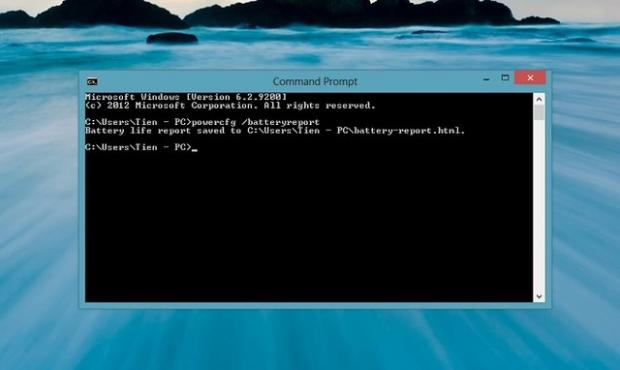 Command Prompt
Microsoft Windows [Version 6.2.9200]
(c) 2012 Microsoft Corporation. All rights reserved.
C:\Users\Tien - PC>powercfg /batteryreport
Battery life report saved to C:\Users\Tien - PC\battery-report.html.
C:\Users\Tien - PC>_